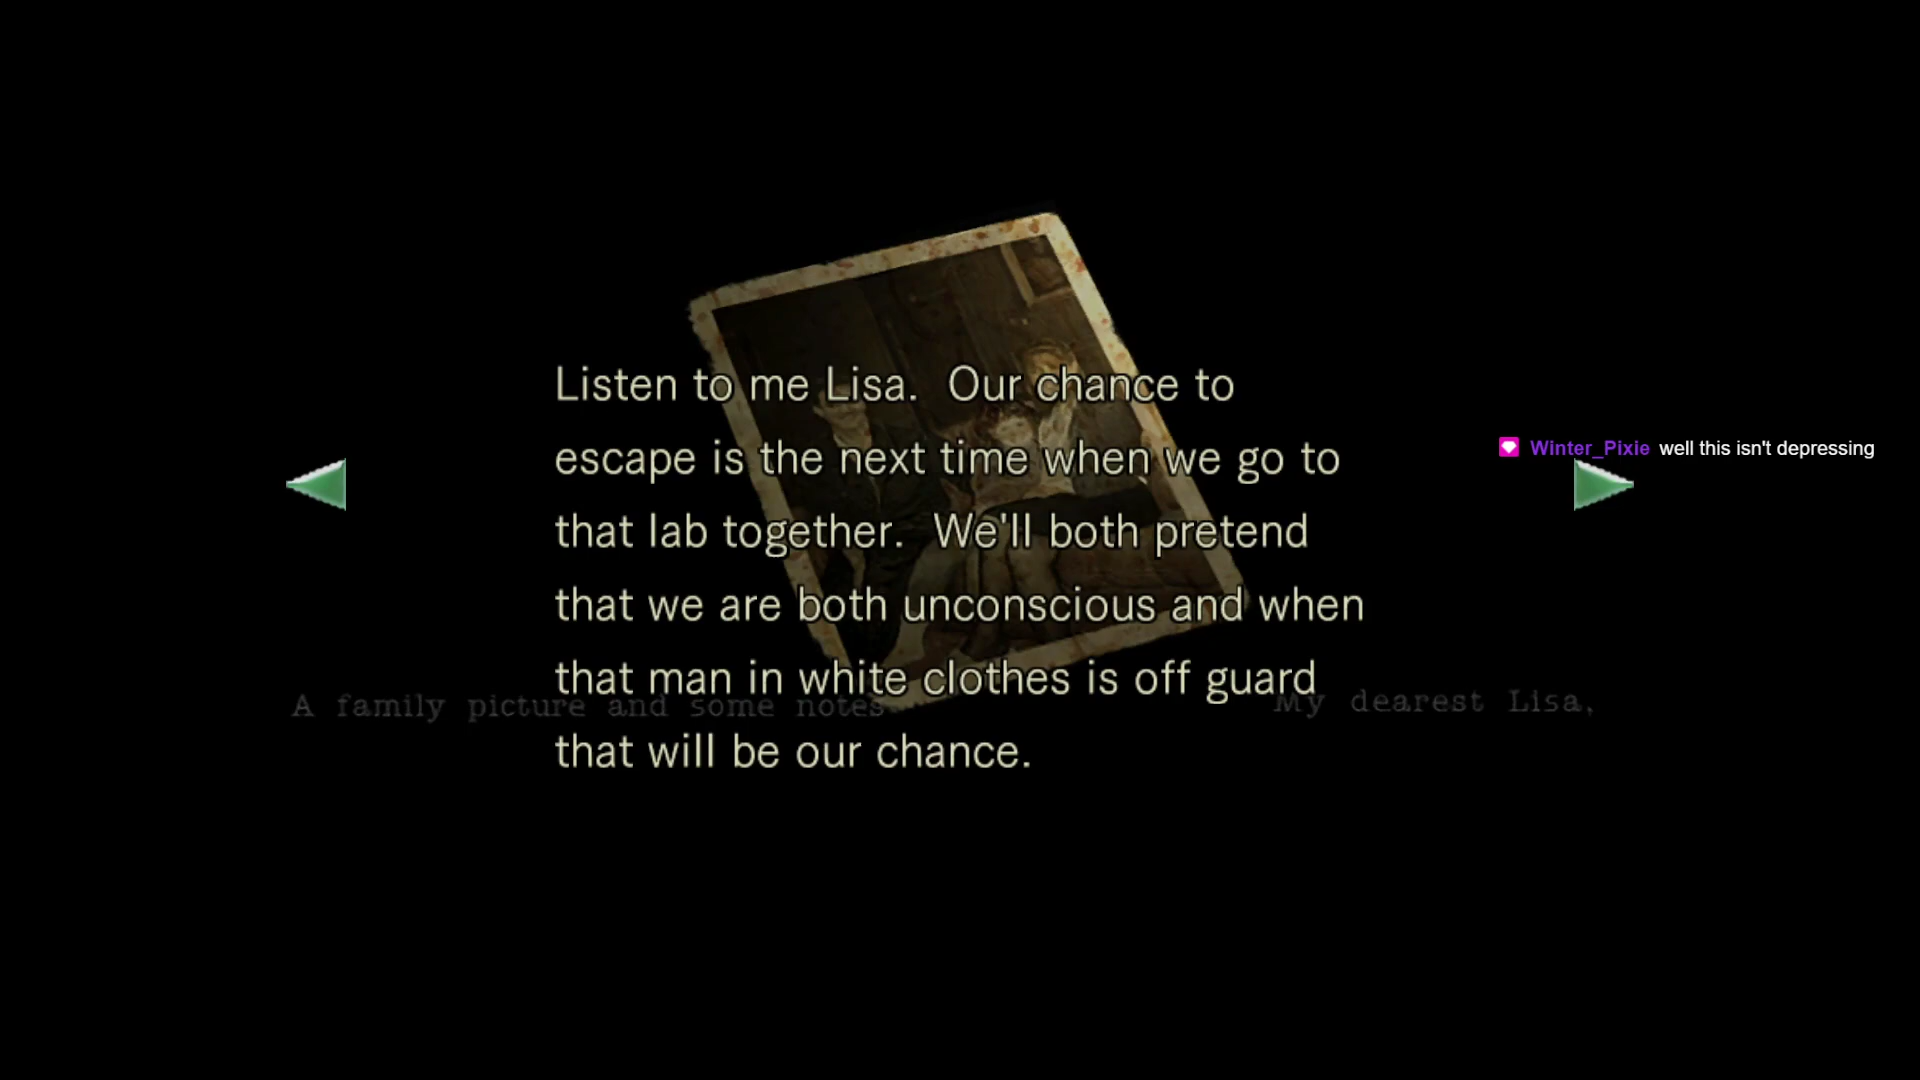 Listen to me Lisa. Our chance to
escape is the next time when we go to
that lab together. We'll both pretend
that we are both unconscious and when
that man in white clothes is off guard
that will be our chance.
A family picture and some notes
My dearest Lisa,
Winter_Pixie well this isn't depressing